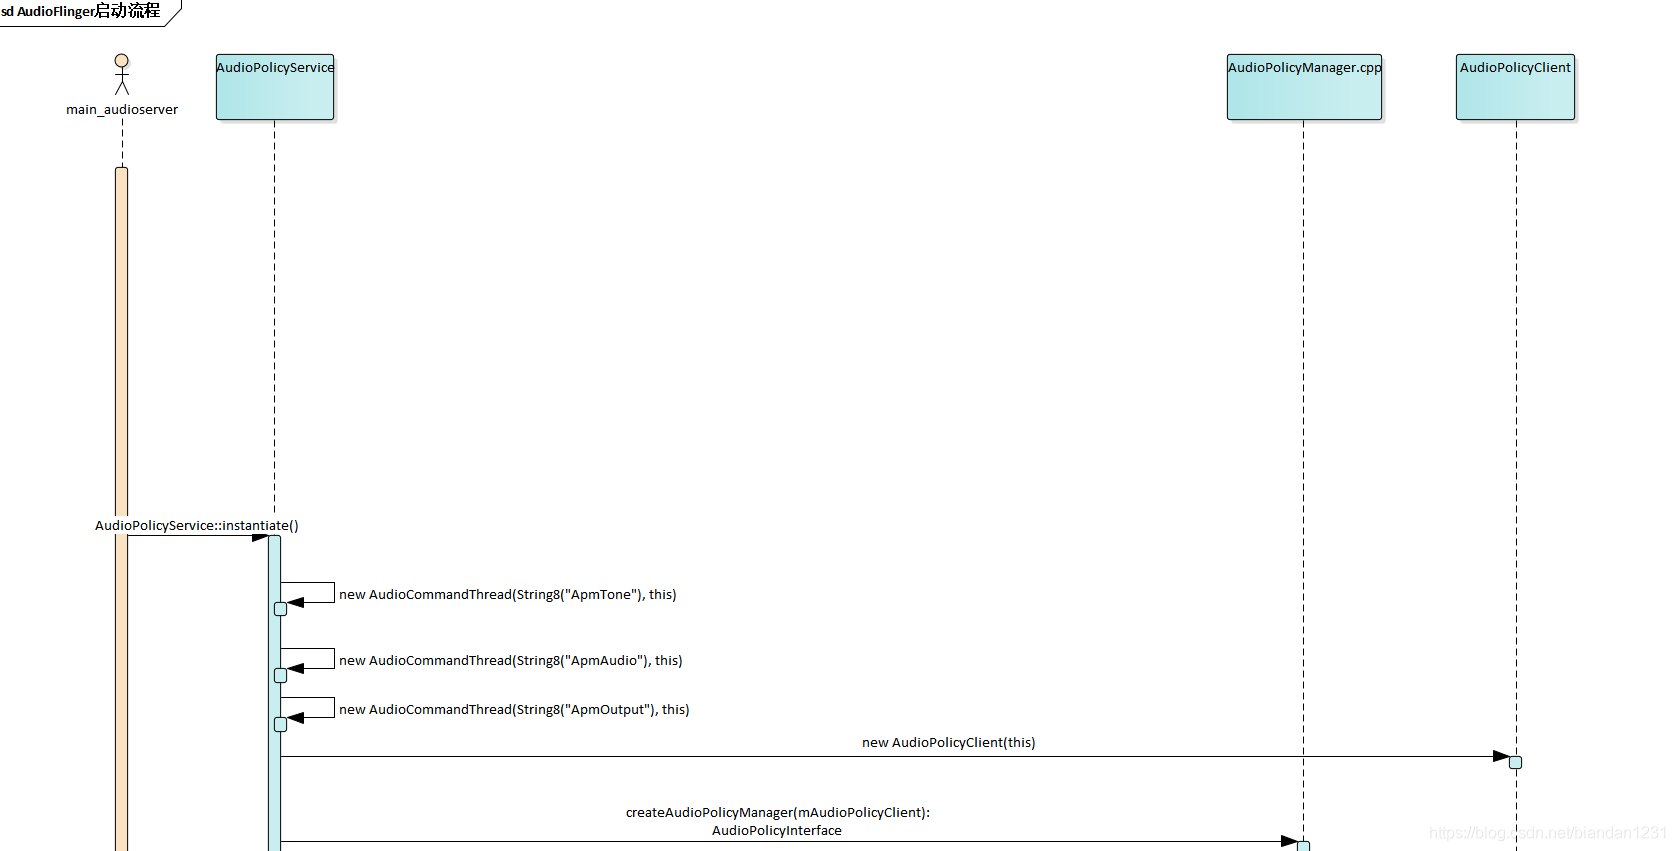 sd AudioFlinger启动流程
main_audioserver
AudioPolicyService
AudioPolicyManager.cpp
AudioPolicyClient
AudioPolicyService::instantiate()
new AudioCommandThread(String8("ApmTone"), this)
new AudioCommandThread(String8("ApmAudio"), this)
new AudioCommandThread(String8("ApmOutput"), this)
new AudioPolicyClient(this)
createAudioPolicyManager(mAudioPolicyClient):
AudioPolicyInterface
https://blog.csdn.net/biandan1231